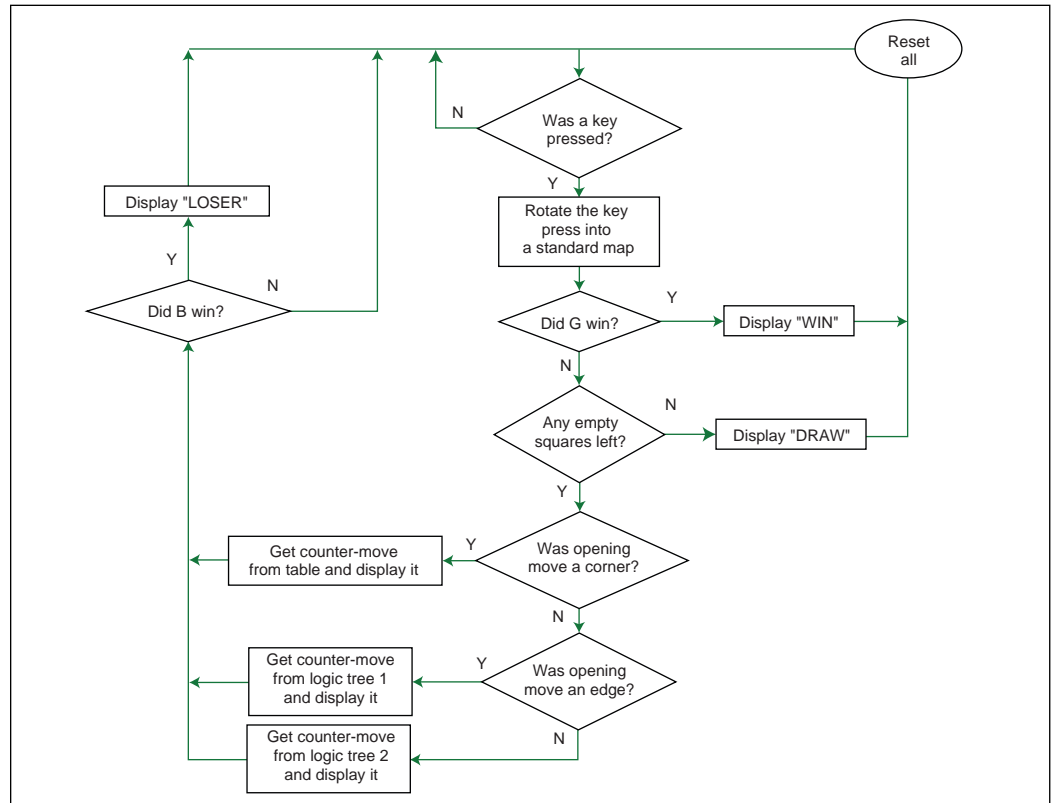 Reset
all
N
Was a key
pressed?
Y
Display "LOSER"
Rotate the key
press into
a standard map
Y
N
Did B win?
Y
Did G win?
Display "WIN"
N
N
Any empty
squares left?
Display "DRAW"
Y
Y
Was opening
move a corner?
Get counter-move
from table and display it
N
Get counter-move
from logic tree 1
and display it
Y
Was opening
move an edge?
N
Get counter-move
from logic tree 2
and display it